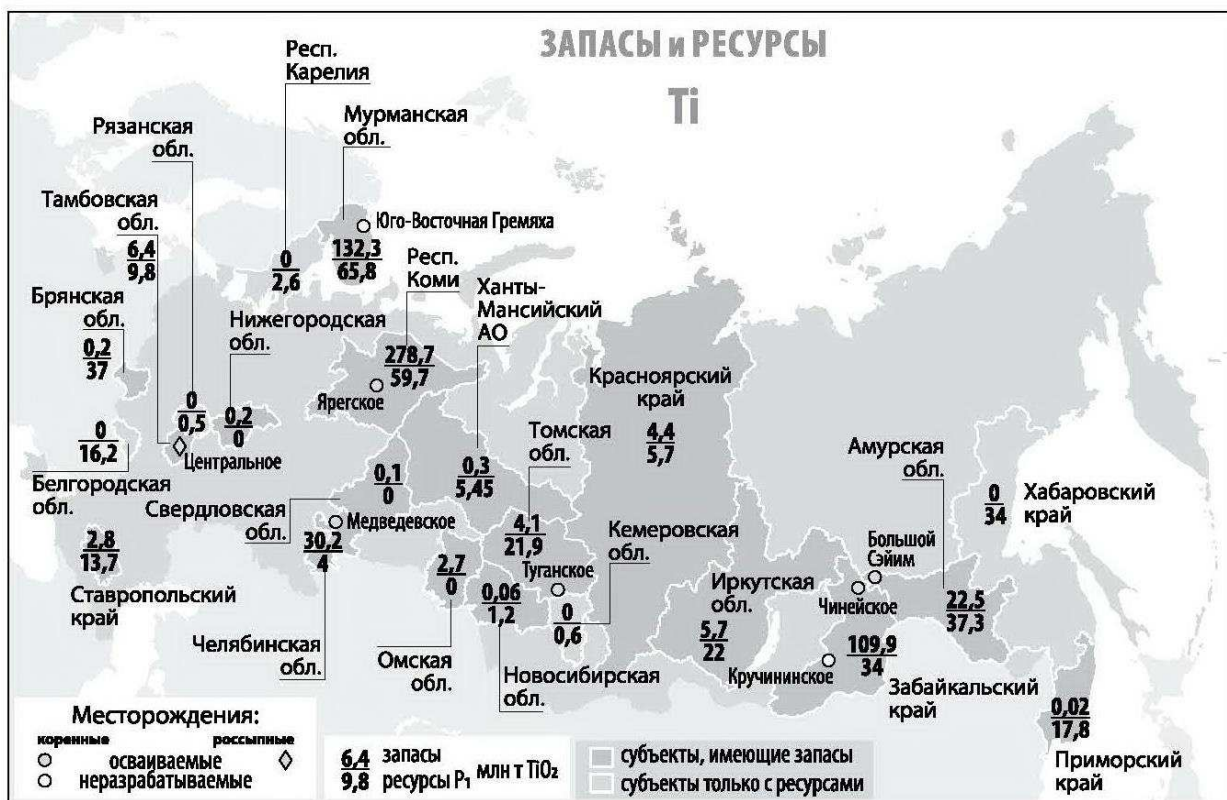 ЗАПАСЫ и РЕСУРСЫ
Ti
Респ.
Карелия
Мурманская
обл.
Рязанская
обл.
Тамбовская
обл.
6,4
9,8
Юго-Восточная Гремяха
132,3
65,8
0
2,6
Респ.
Коми
Ханты-
Мансийский
АО
Брянская
обл.
0,2
37
Нижегородская
обл.
278,7
59,7
Ярегское
Красноярский
край
4,4
5,7
0
0,5
0,2
0
Центральное
0
16,2
Белгородская
обл.
Томская
обл.
Амурская
обл.
0,1
0
0,3
5,45
Свердловская
обл.
Медведевское
30,2
4
4,1
21,9
Кемеровская
обл.
0
34
Хабаровский
край
2,8
13,7
Ставропольский
край
2,7
0
0,06
1,2
Туганское
0
0,6
Иркутская
обл.
5,7
22
Большой
Сэйим
Чинейское
22,5
37,3
Челябинская
обл.
Омская
обл.
Новосибирская
обл.
Кручининское
109,9
34
Забайкальский
край
0,02
17,8
Приморский
край
Месторождения:
коренные россыпные
осваиваемые
неразрабатываемые
6,4 запасы
9,8 ресурсы P₁ млн т TiO₂
субъекты, имеющие запасы
субъекты только с ресурсами